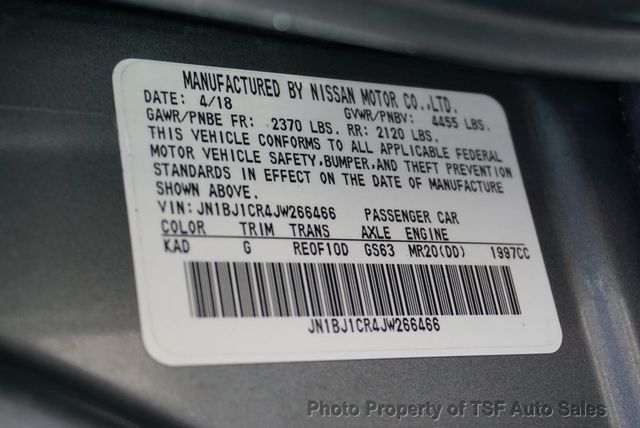 MANUFACTURED BY NISSAN MOTOR CO.,LTD.
DATE: 4/18 GVWR/PNBV: 4455 LBS.
GAWR/PNBE FR: 2370 LBS. RR: 2120 LBS.
THIS VEHICLE CONFORMS TO ALL APPLICABLE FEDERAL
MOTOR VEHICLE SAFETY,BUMPER,AND THEFT PREVENTION
STANDARDS IN EFFECT ON THE DATE OF MANUFACTURE
SHOWN ABOVE.
VIN: JN1BJ1CR4JW266466 PASSENGER CAR
COLOR TRIM TRANS AXLE ENGINE
KAD G RE0F10D GS63 MR20(DD) 1997CC
JN1BJ1CR4JW266466
Photo Property of TSF Auto Sales